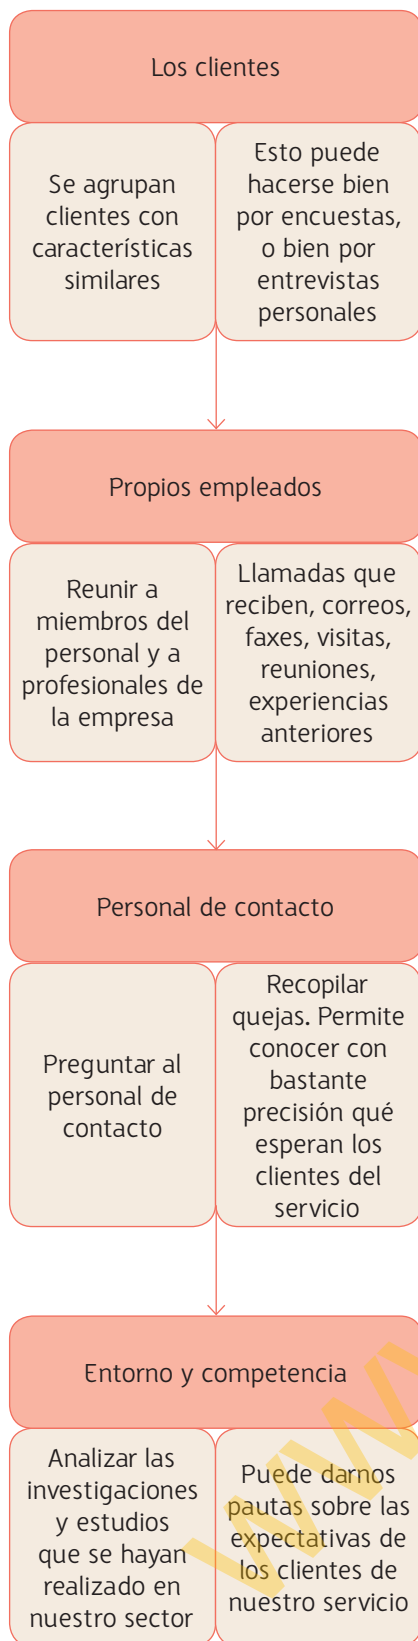 Los clientes
Se agrupan
clientes con
características
similares
Esto puede
hacerse bien
por encuestas,
o bien por
entrevistas
personales
Propios empleados
Reunir a
miembros del
personal y a
profesionales de
la empresa
Llamadas que
reciben, correos,
faxes, visitas,
reuniones,
experiencias
anteriores
Personal de contacto
Preguntar al
personal de
contacto
Recopilar
quejas. Permite
conocer con
bastante
precisión qué
esperan los
clientes del
servicio
Entorno y competencia
Analizar las
investigaciones
y estudios
que se hayan
realizado en
nuestro sector
Puede darnos
pautas sobre las
expectativas de
los clientes de
nuestro servicio